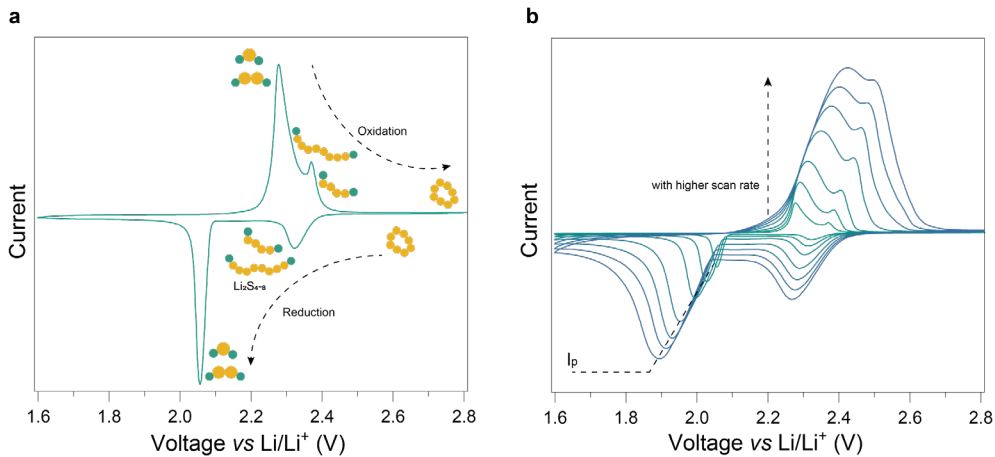 a
Current
Oxidation
Li₂S₄₋₈
Reduction
1.6 1.8 2.0 2.2 2.4 2.6 2.8
Voltage vs Li/Li⁺ (V)
b
Current
with higher scan rate
Iₚ
1.6 1.8 2.0 2.2 2.4 2.6 2.8
Voltage vs Li/Li⁺ (V)